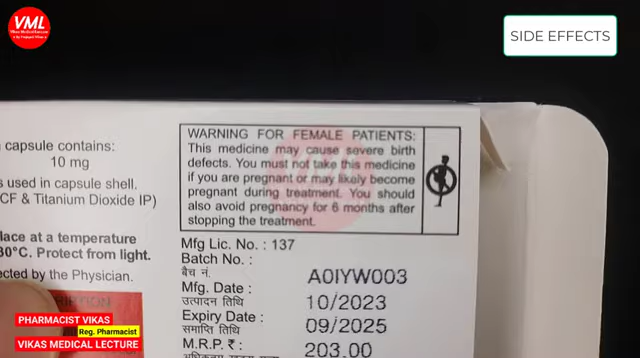 VML
SIDE EFFECTS
capsule contains:
10 mg
s used in capsule shell.
CF & Titanium Dioxide IP)
lace at a temperature
30°C. Protect from light.
ected by the Physician.
WARNING FOR FEMALE PATIENTS:
This medicine may cause severe birth
defects. You must not take this medicine
if you are pregnant or may likely become
pregnant during treatment. You should
also avoid pregnancy for 6 months after
stopping the treatment.
Mfg Lic. No. : 137
Batch No. :
बैच नं. A0IYW003
Mfg. Date :
उत्पादन तिथि 10/2023
Expiry Date :
समाप्ति तिथि 09/2025
M.R.P. ₹ : 203.00
PHARMACIST VIKAS
Reg. Pharmacist
VIKAS MEDICAL LECTURE